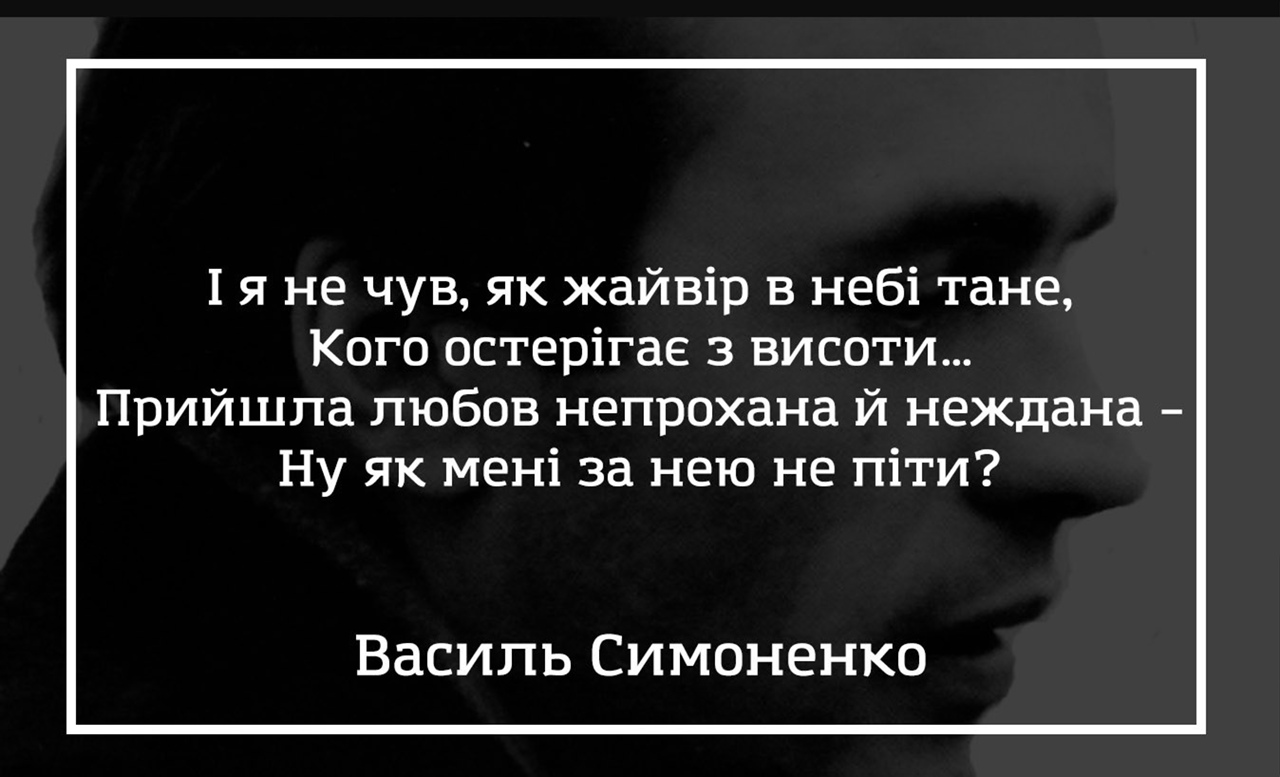 І я не чув, як жайвір в небі тане,
Кого остерігає з висоти...
Прийшла любов непрохана й неждана –
Ну як мені за нею не піти?
Василь Симоненко